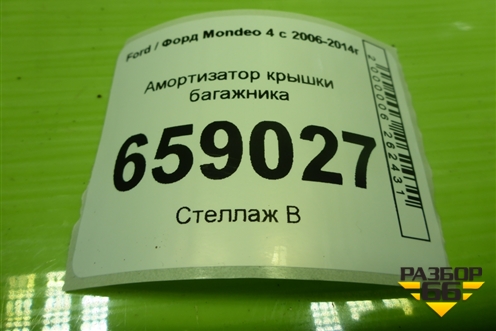 Ford / Форд Mondeo 4 с 2006-2014г
Амортизатор крышки
багажника
659027
Стеллаж В
2000006262431
РАЗБОР
66